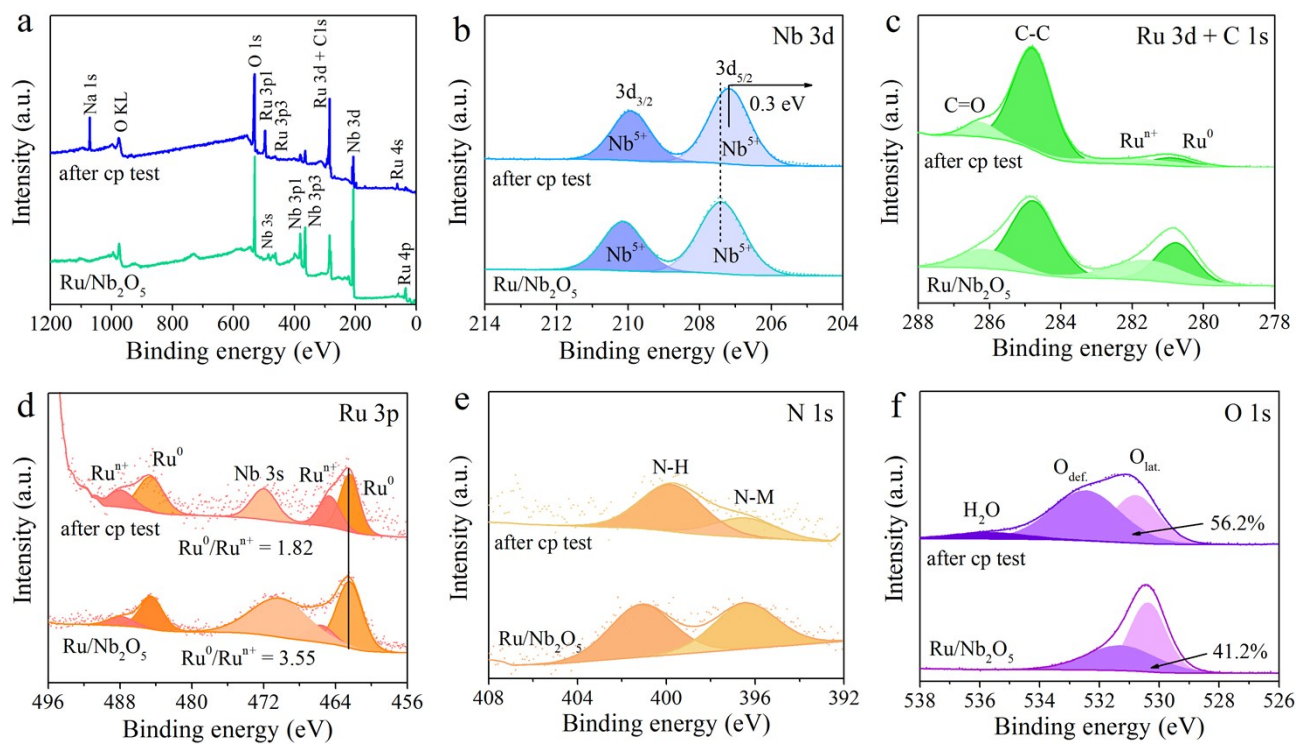 a
Intensity (a.u.)
Na 1s
O KL
O 1s
Ru 3p1
Ru 3p3
Ru 3d + C1s
Nb 3d
Ru 4s
after cp test
Nb 3s
Nb 3p1
Nb 3p3
Ru 4p
Ru/Nb₂O₅
1200 1000 800 600 400 200 0
Binding energy (eV)
b
Nb 3d
Intensity (a.u.)
3d₃/₂
3d₅/₂
0.3 eV
Nb⁵⁺
Nb⁵⁺
after cp test
Nb⁵⁺
Nb⁵⁺
Ru/Nb₂O₅
214 212 210 208 206 204
Binding energy (eV)
c
Ru 3d + C 1s
Intensity (a.u.)
C-C
C=O
Ruⁿ⁺
Ru⁰
after cp test
Ru/Nb₂O₅
288 286 284 282 280 278
Binding energy (eV)
d
Ru 3p
Intensity (a.u.)
Ruⁿ⁺
Ru⁰
Nb 3s
Ruⁿ⁺
Ru⁰
after cp test
Ru⁰/Ruⁿ⁺ = 1.82
Ru/Nb₂O₅
Ru⁰/Ruⁿ⁺ = 3.55
496 488 480 472 464 456
Binding energy (eV)
e
N 1s
Intensity (a.u.)
N-H
N-M
after cp test
Ru/Nb₂O₅
408 404 400 396 392
Binding energy (eV)
f
O 1s
Intensity (a.u.)
H₂O
O_def.
O_lat.
56.2%
after cp test
41.2%
Ru/Nb₂O₅
538 536 534 532 530 528 526
Binding energy (eV)